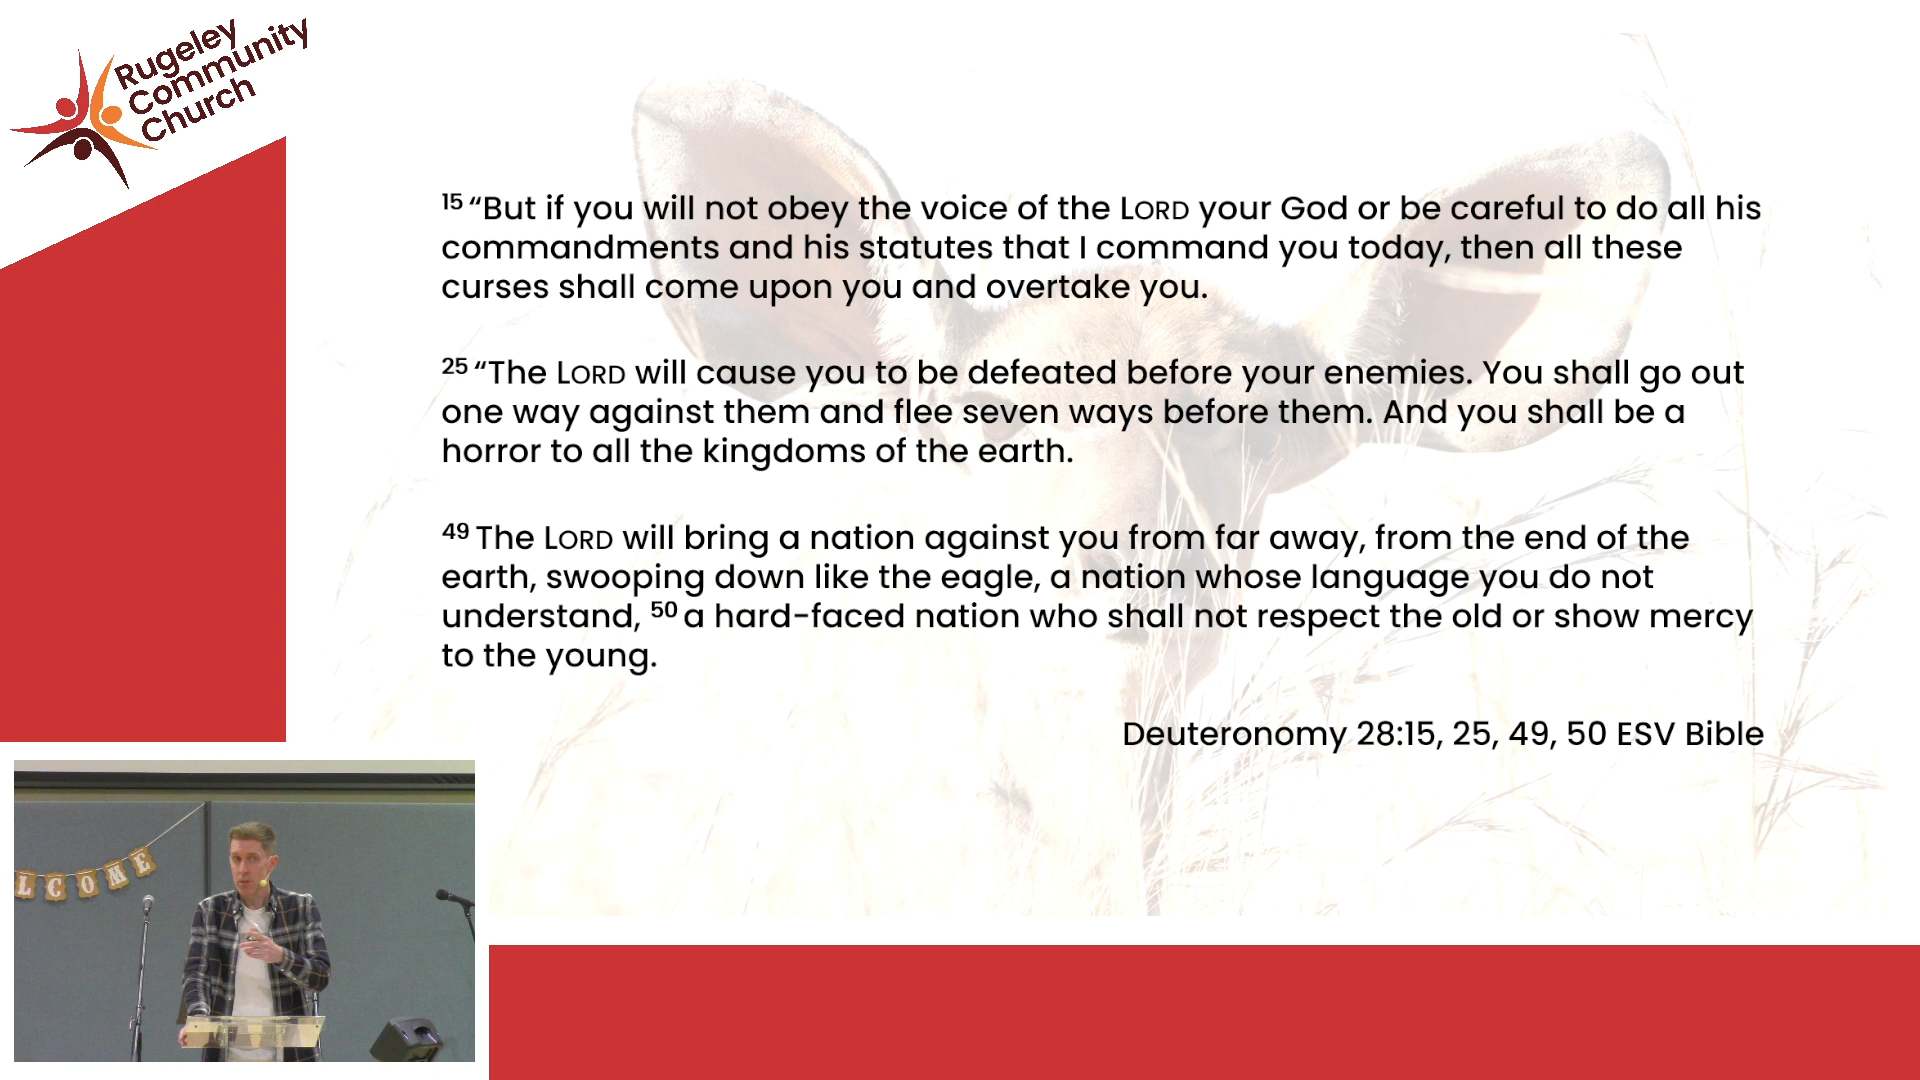 Rugeley
Community
Church
15 “But if you will not obey the voice of the LORD your God or be careful to do all his
commandments and his statutes that I command you today, then all these
curses shall come upon you and overtake you.
25 “The LORD will cause you to be defeated before your enemies. You shall go out
one way against them and flee seven ways before them. And you shall be a
horror to all the kingdoms of the earth.
49 The LORD will bring a nation against you from far away, from the end of the
earth, swooping down like the eagle, a nation whose language you do not
understand, 50 a hard-faced nation who shall not respect the old or show mercy
to the young.
Deuteronomy 28:15, 25, 49, 50 ESV Bible
LCOME